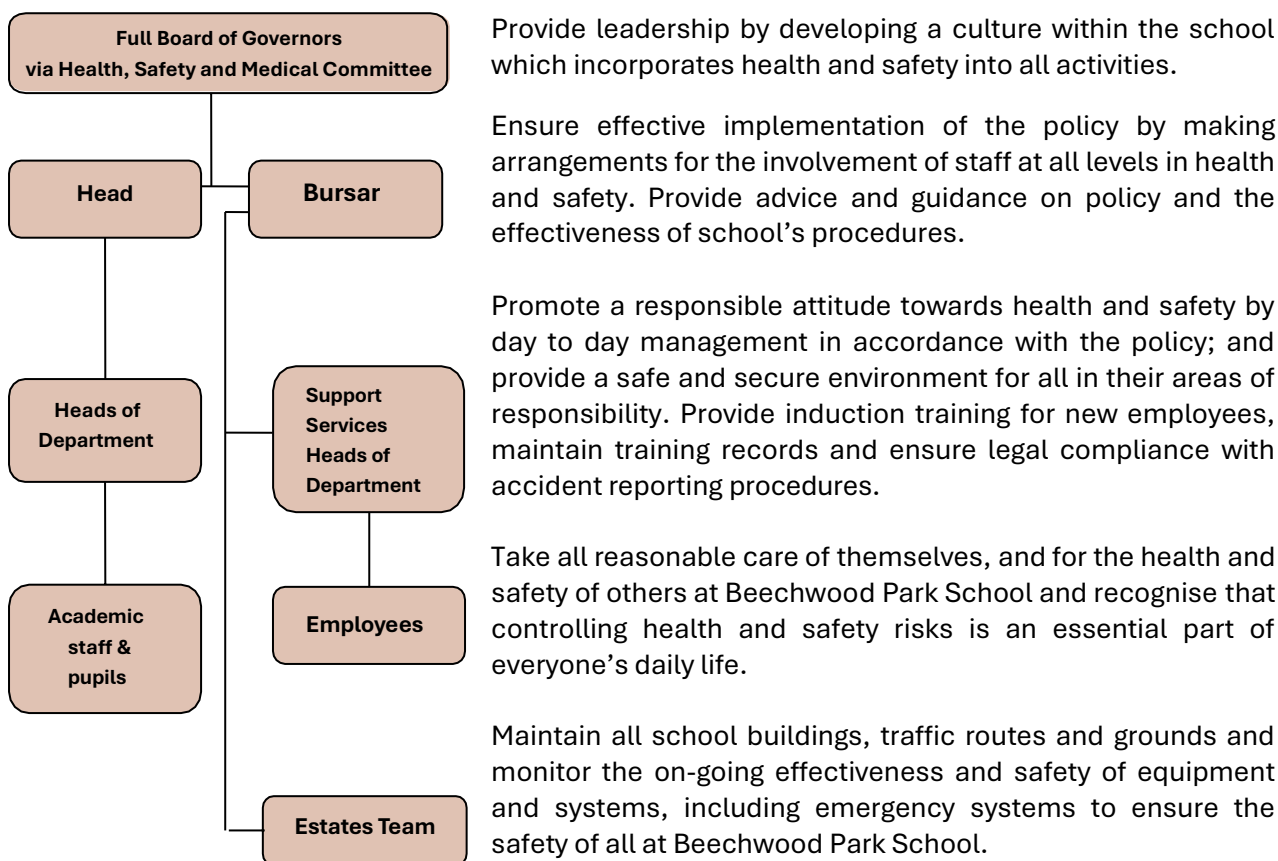 Full Board of Governors
via Health, Safety and Medical Committee
Provide leadership by developing a culture within the school
which incorporates health and safety into all activities.
Head
Bursar
Ensure effective implementation of the policy by making
arrangements for the involvement of staff at all levels in health
and safety. Provide advice and guidance on policy and the
effectiveness of school’s procedures.
Heads of
Department
Support
Services
Heads of
Department
Promote a responsible attitude towards health and safety by
day to day management in accordance with the policy; and
provide a safe and secure environment for all in their areas of
responsibility. Provide induction training for new employees,
maintain training records and ensure legal compliance with
accident reporting procedures.
Academic
staff &
pupils
Employees
Take all reasonable care of themselves, and for the health and
safety of others at Beechwood Park School and recognise that
controlling health and safety risks is an essential part of
everyone’s daily life.
Estates Team
Maintain all school buildings, traffic routes and grounds and
monitor the on-going effectiveness and safety of equipment
and systems, including emergency systems to ensure the
safety of all at Beechwood Park School.